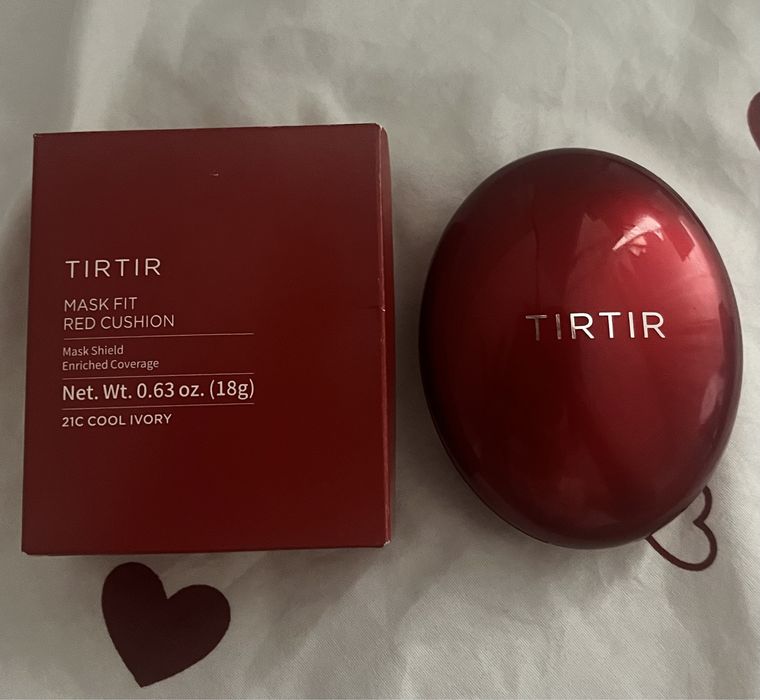 TIRTIR
MASK FIT
RED CUSHION
Mask Shield
Enriched Coverage
Net. Wt. 0.63 oz. (18g)
21C COOL IVORY
TIRTIR